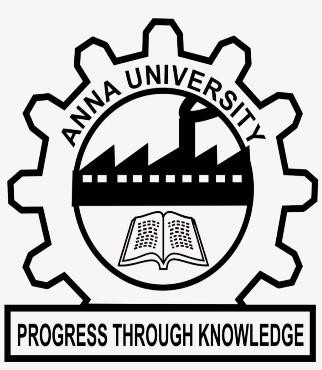 ANNA UNIVERSITY
PROGRESS THROUGH KNOWLEDGE